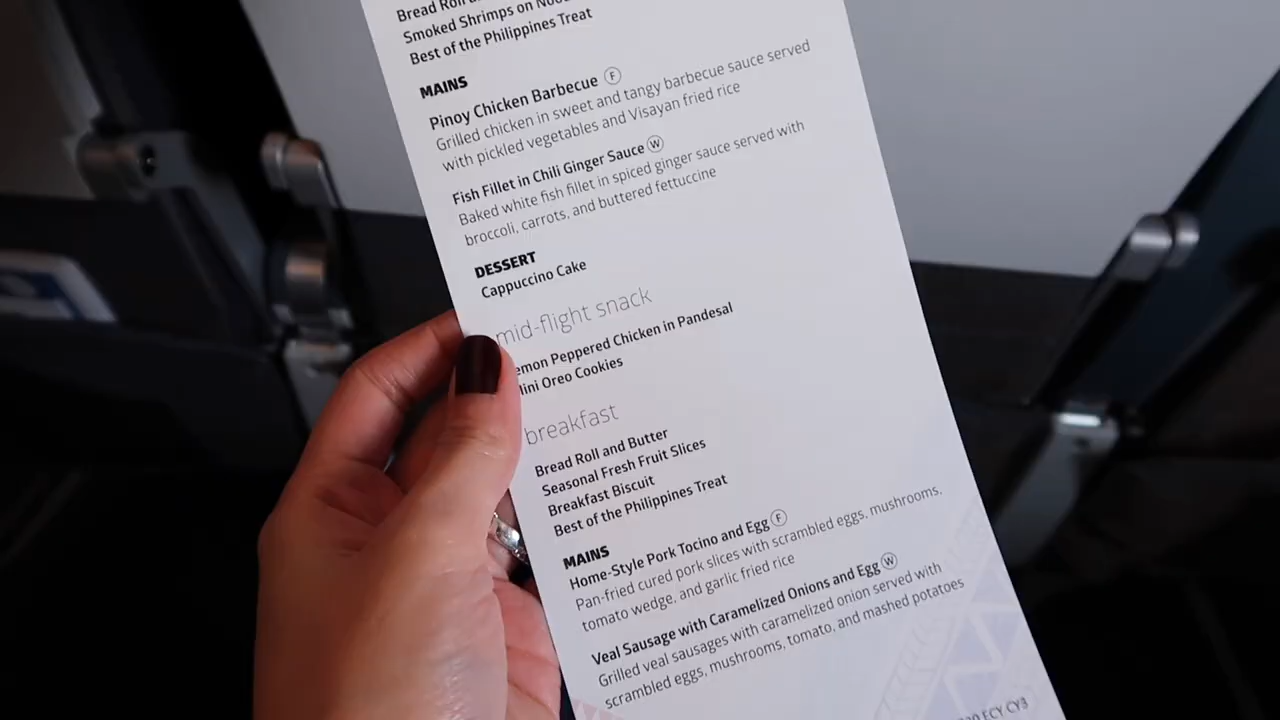 Bread Roll
Smoked Shrimps on
Best of the Philippines Treat
MAINS
Pinoy Chicken Barbecue F
Grilled chicken in sweet and tangy barbecue sauce served
with pickled vegetables and Visayan fried rice
Fish Fillet in Chili Ginger Sauce W
Baked white fish fillet in spiced ginger sauce served with
broccoli, carrots, and buttered fettuccine
DESSERT
Cappuccino Cake
mid-flight snack
emon Peppered Chicken in Pandesal
ini Oreo Cookies
breakfast
Bread Roll and Butter
Seasonal Fresh Fruit Slices
Breakfast Biscuit
Best of the Philippines Treat
MAINS
Home-Style Pork Tocino and Egg F
Pan-fried cured pork slices with scrambled eggs, mushrooms,
tomato wedge, and garlic fried rice
Veal Sausage with Caramelized Onions and Egg W
Grilled veal sausages with caramelized onion served with
scrambled eggs, mushrooms, tomato, and mashed potatoes
ECY CY3